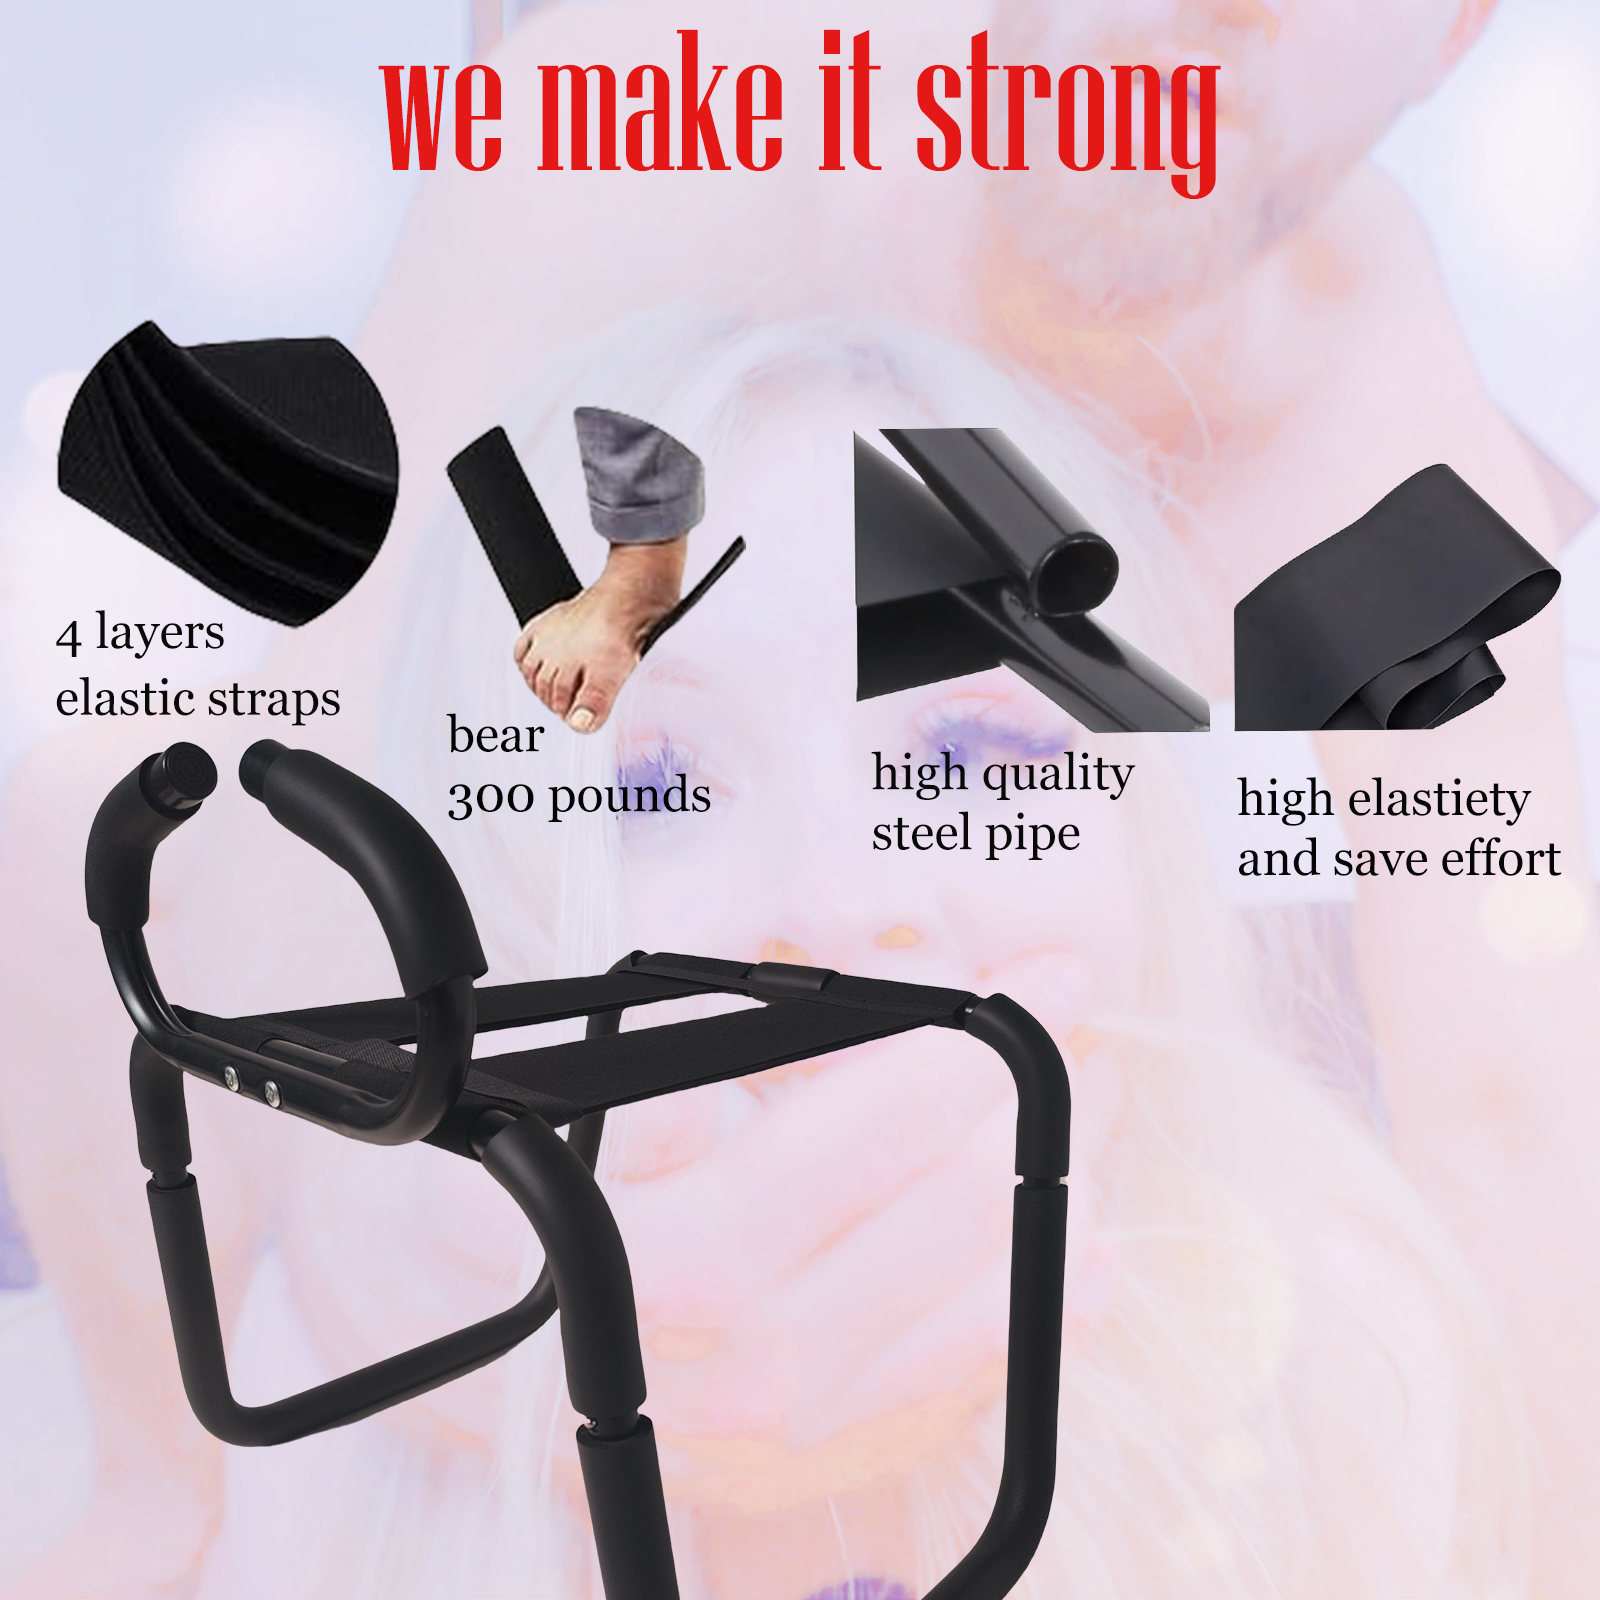 we make it strong
4 layers
elastic straps
bear
300 pounds
high quality
steel pipe
high elastiety
and save effort